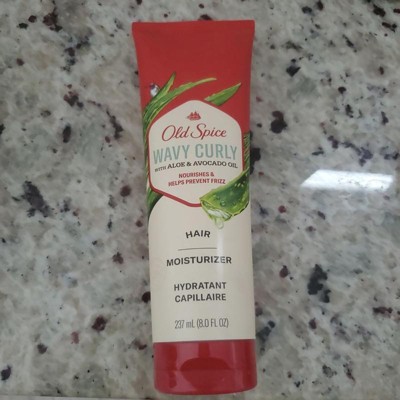 Old Spice
WAVY CURLY
WITH ALOE & AVOCADO OIL
NOURISHES &
HELPS PREVENT FRIZZ
HAIR
MOISTURIZER
HYDRATANT
CAPILLAIRE
237 mL (8.0 FL OZ)